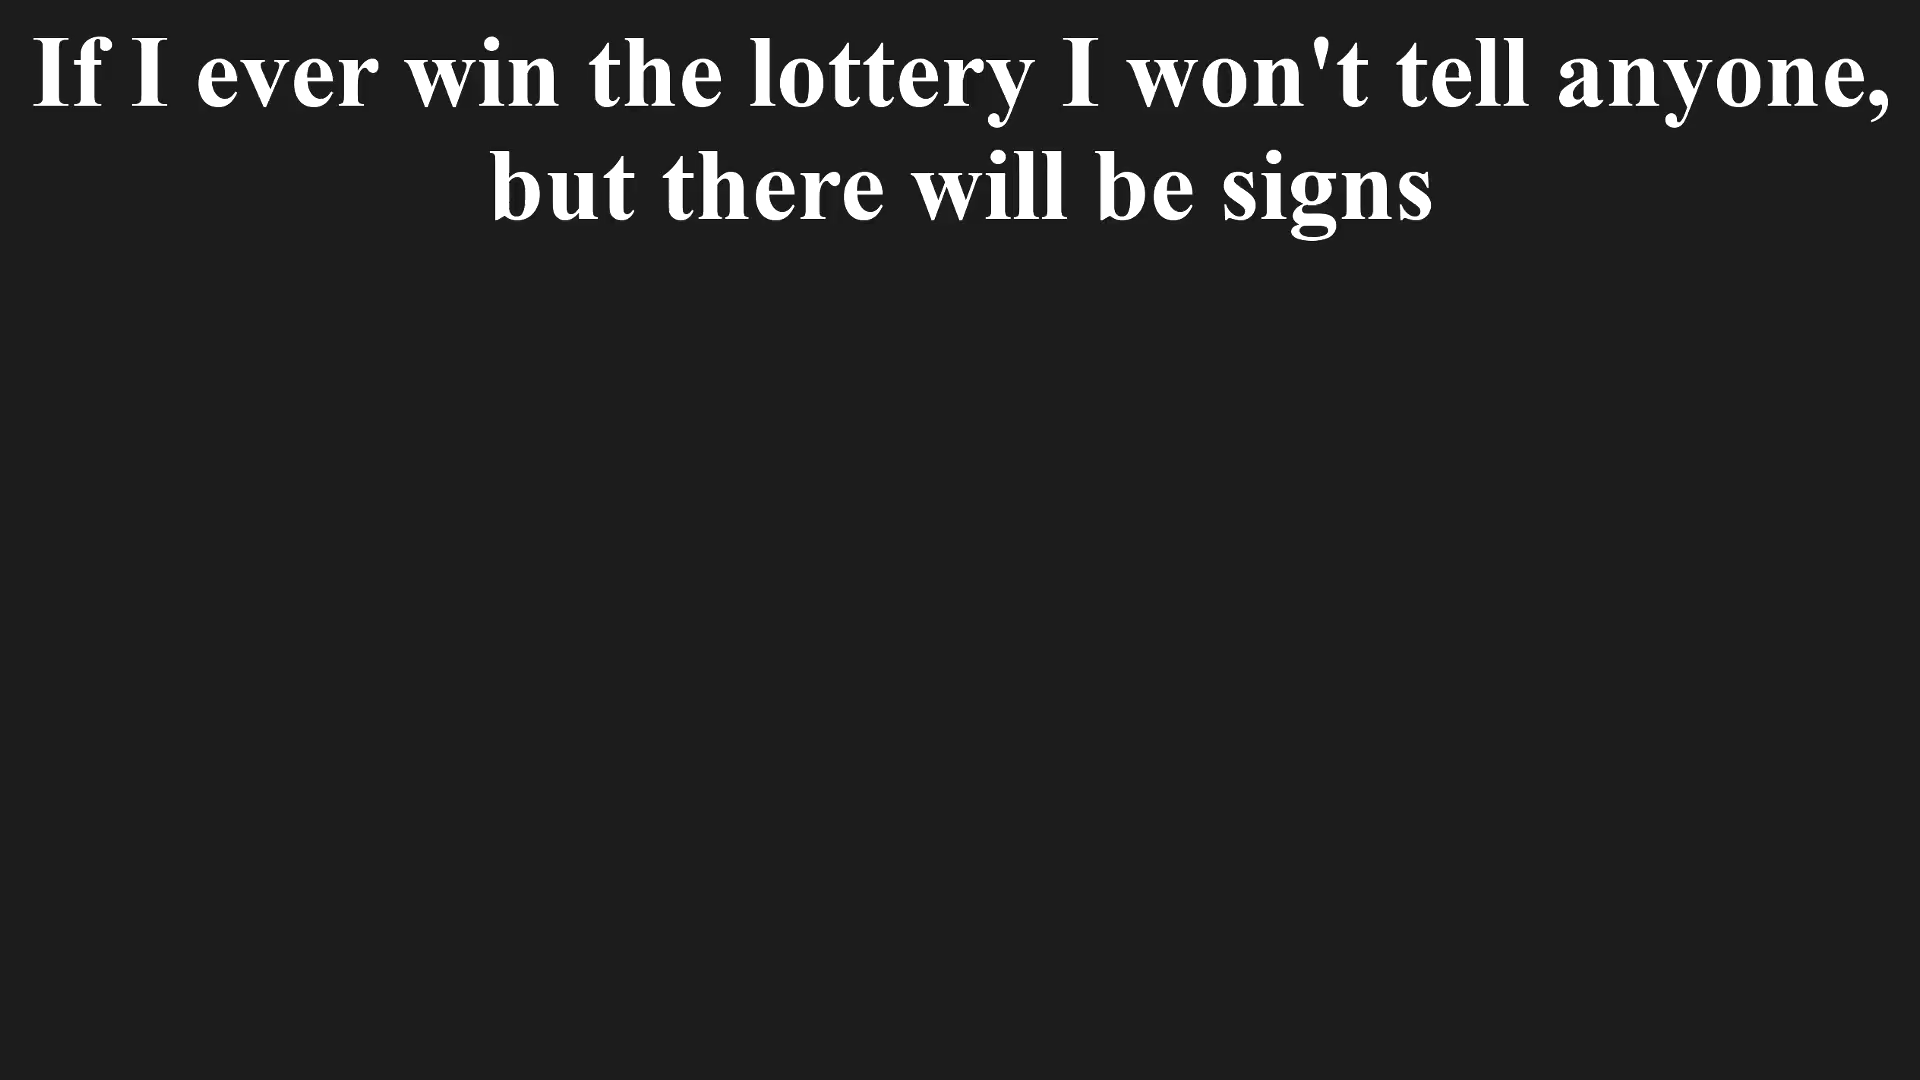 If I ever win the lottery I won't tell anyone,
but there will be signs